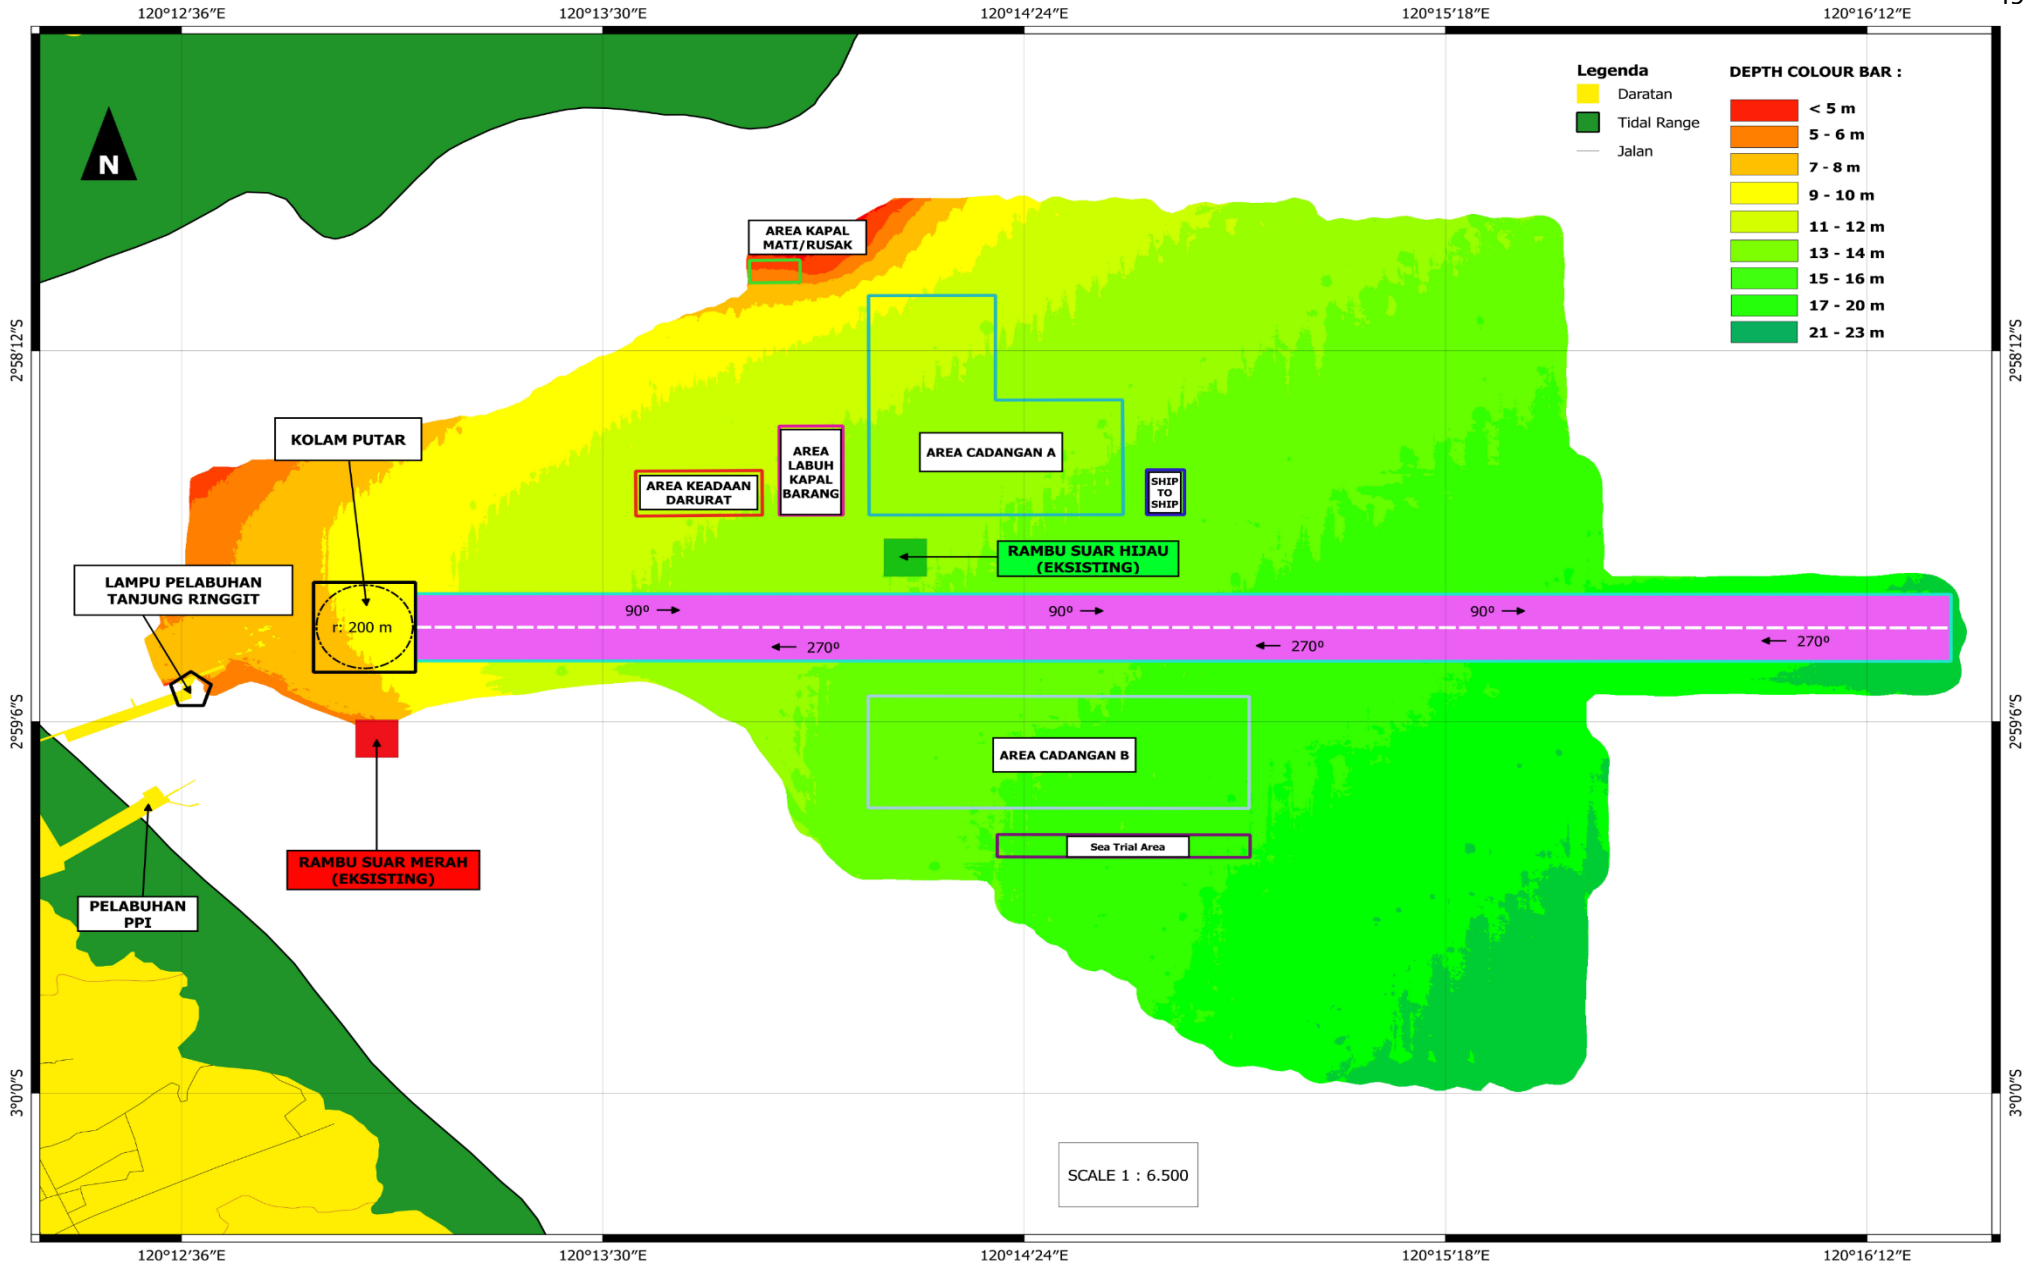 120°12′36″E
120°13′30″E
120°14′24″E
120°15′18″E
120°16′12″E
Legenda
Daratan
Tidal Range
Jalan
DEPTH COLOUR BAR :
< 5 m
5 - 6 m
7 - 8 m
9 - 10 m
11 - 12 m
13 - 14 m
15 - 16 m
17 - 20 m
21 - 23 m
N
AREA KAPAL
MATI/RUSAK
2°58′12″S
2°58′12″S
KOLAM PUTAR
AREA KEADAAN
DARURAT
AREA
LABUH
KAPAL
BARANG
AREA CADANGAN A
SHIP
TO
SHIP
RAMBU SUAR HIJAU
(EKSISTING)
LAMPU PELABUHAN
TANJUNG RINGGIT
r: 200 m
90º
90º
90º
270º
270º
270º
2°59′6″S
2°59′6″S
AREA CADANGAN B
Sea Trial Area
RAMBU SUAR MERAH
(EKSISTING)
PELABUHAN
PPI
3°0′0″S
3°0′0″S
SCALE 1 : 6.500
120°12′36″E
120°13′30″E
120°14′24″E
120°15′18″E
120°16′12″E